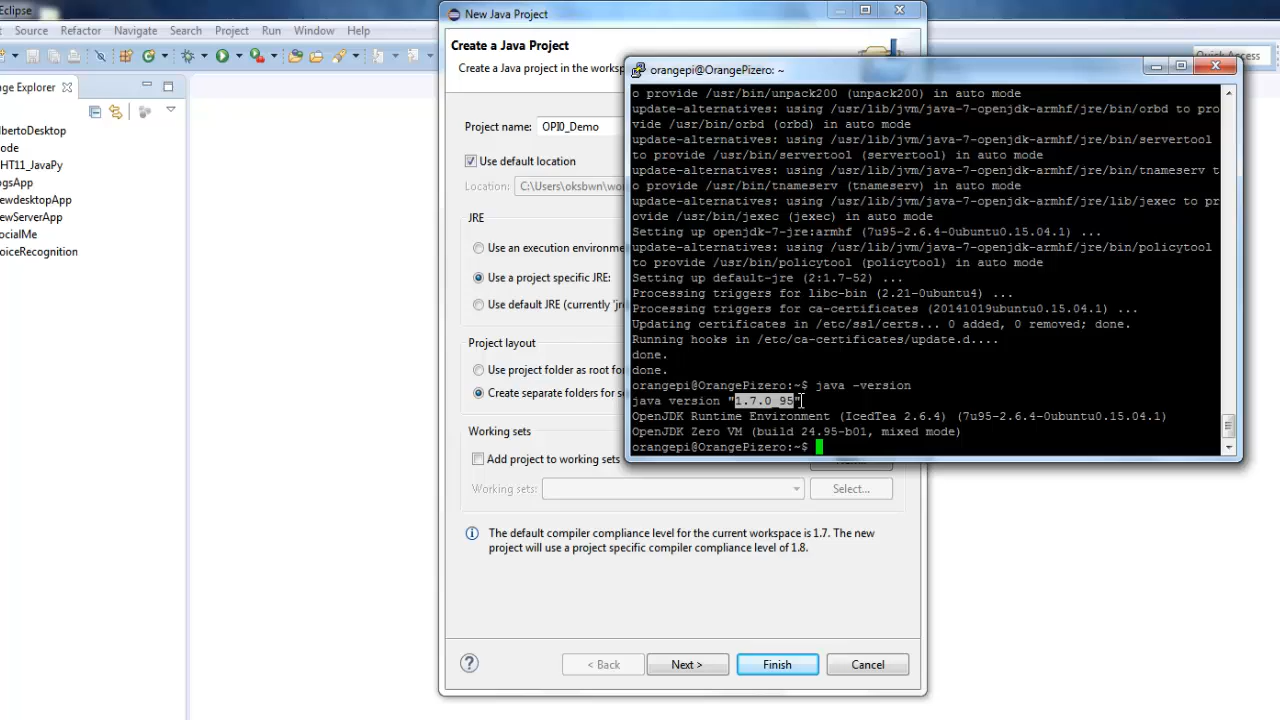 Eclipse
Source Refactor Navigate Search Project Run Window Help
Quick Access
nge Explorer
lbertoDesktop
ode
HT11_JavaPy
ogsApp
ewdesktopApp
ewServerApp
ocialMe
oiceRecognition
New Java Project
Create a Java Project
Create a Java project in the worksp
Project name: OPI0_Demo
Use default location
Location: C:\Users\oksbwn\wor
JRE
Use an execution environme
Use a project specific JRE:
Use default JRE (currently 'jre
Project layout
Use project folder as root for
Create separate folders for so
Working sets
Add project to working sets
Working sets: Select...
The default compiler compliance level for the current workspace is 1.7. The new
project will use a project specific compiler compliance level of 1.8.
< Back Next > Finish Cancel
orangepi@OrangePizero: ~
o provide /usr/bin/unpack200 (unpack200) in auto mode
update-alternatives: using /usr/lib/jvm/java-7-openjdk-armhf/jre/bin/orbd to pro
vide /usr/bin/orbd (orbd) in auto mode
update-alternatives: using /usr/lib/jvm/java-7-openjdk-armhf/jre/bin/servertool
to provide /usr/bin/servertool (servertool) in auto mode
update-alternatives: using /usr/lib/jvm/java-7-openjdk-armhf/jre/bin/tnameserv t
o provide /usr/bin/tnameserv (tnameserv) in auto mode
update-alternatives: using /usr/lib/jvm/java-7-openjdk-armhf/jre/lib/jexec to pr
ovide /usr/bin/jexec (jexec) in auto mode
Setting up openjdk-7-jre:armhf (7u95-2.6.4-0ubuntu0.15.04.1) ...
update-alternatives: using /usr/lib/jvm/java-7-openjdk-armhf/jre/bin/policytool
to provide /usr/bin/policytool (policytool) in auto mode
Setting up default-jre (2:1.7-52) ...
Processing triggers for libc-bin (2.21-0ubuntu4) ...
Processing triggers for ca-certificates (20141019ubuntu0.15.04.1) ...
Updating certificates in /etc/ssl/certs... 0 added, 0 removed; done.
Running hooks in /etc/ca-certificates/update.d....
done.
done.
orangepi@OrangePizero:~$ java -version
java version "1.7.0_95"
OpenJDK Runtime Environment (IcedTea 2.6.4) (7u95-2.6.4-0ubuntu0.15.04.1)
OpenJDK Zero VM (build 24.95-b01, mixed mode)
orangepi@OrangePizero:~$